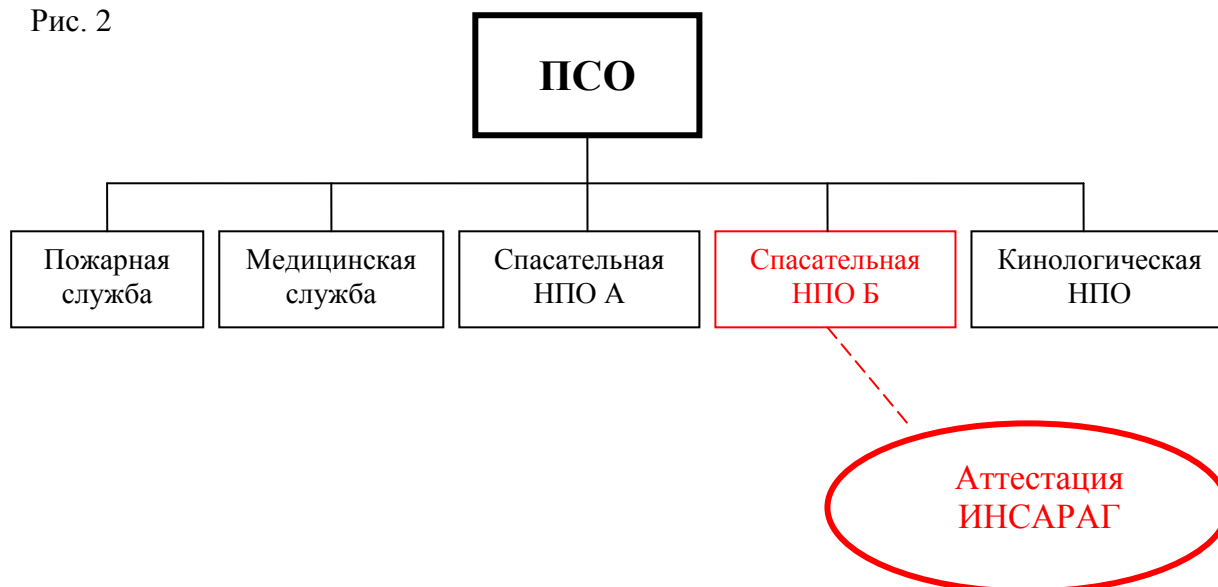 Рис. 2
ПСО
Пожарная
служба
Медицинская
служба
Спасательная
НПО А
Спасательная
НПО Б
Кинологическая
НПО
Аттестация
ИНСАРАГ